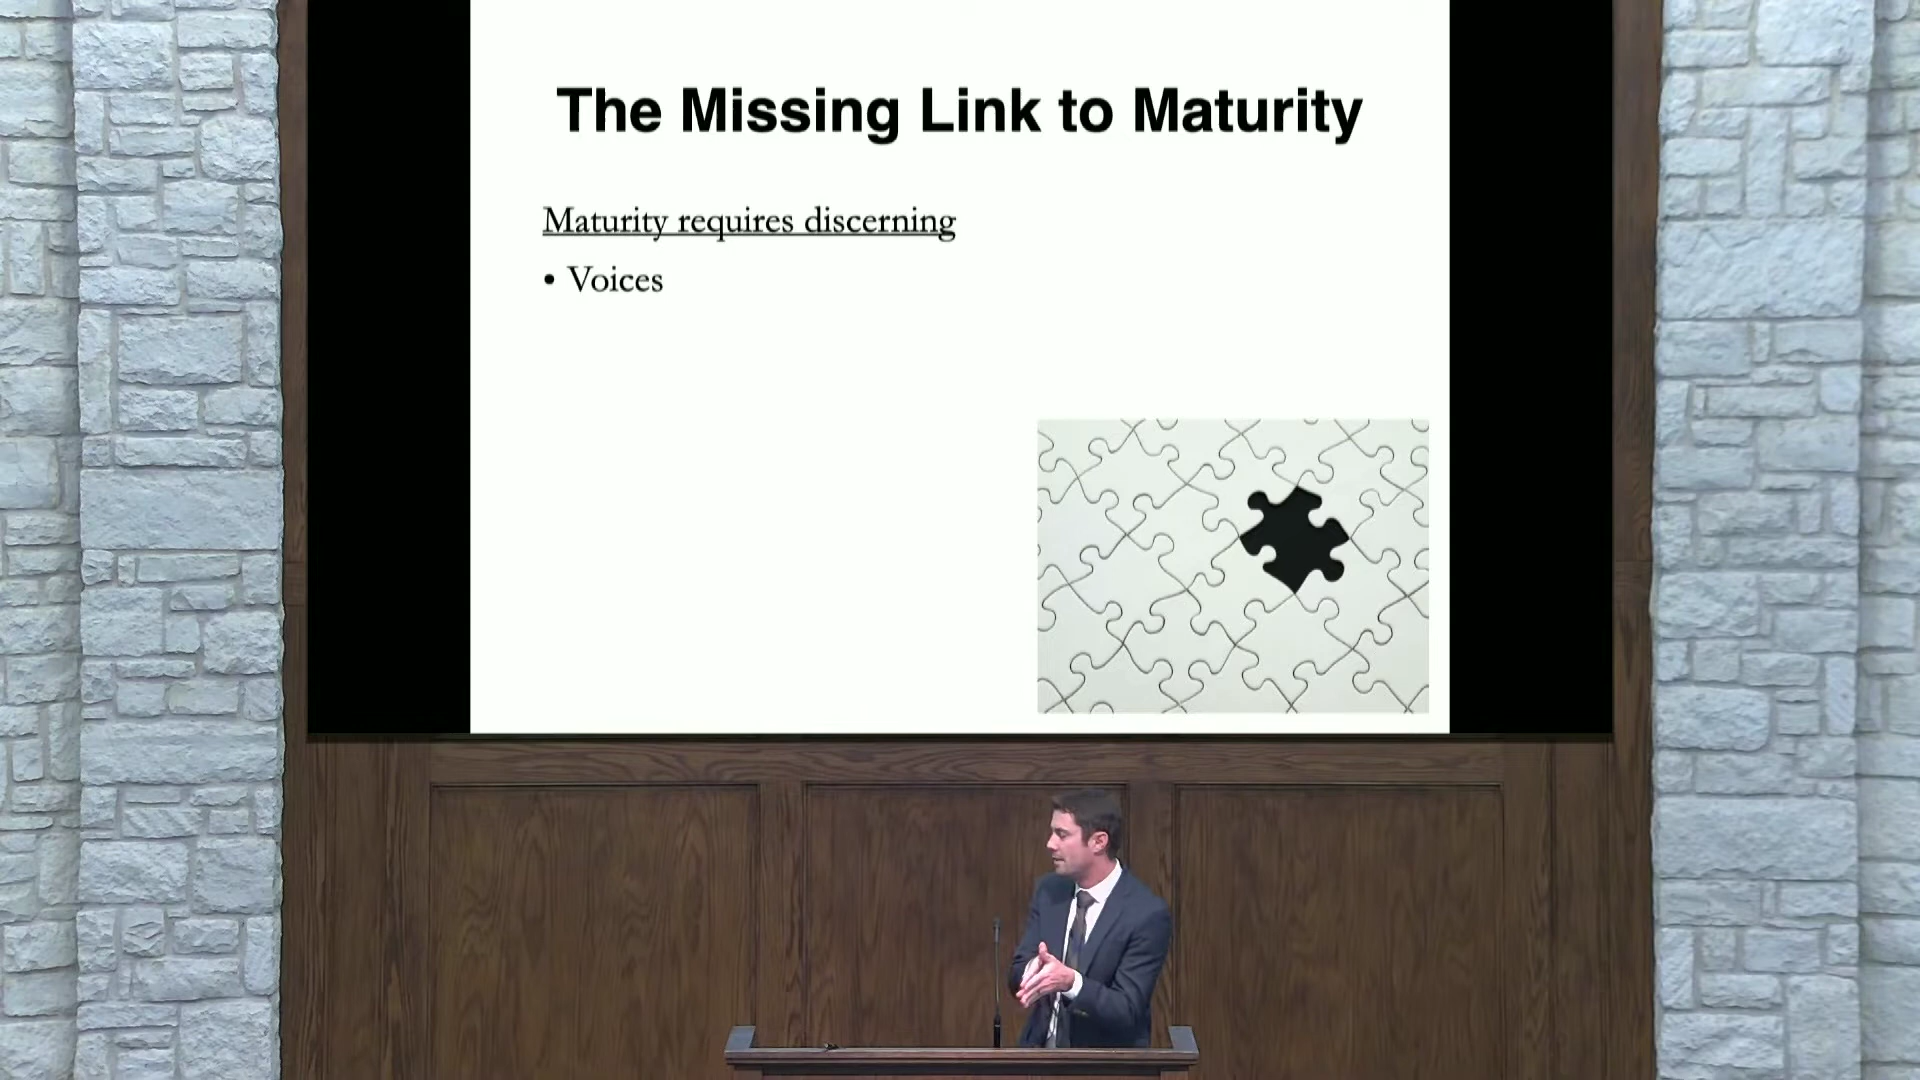 The Missing Link to Maturity
Maturity requires discerning
• Voices